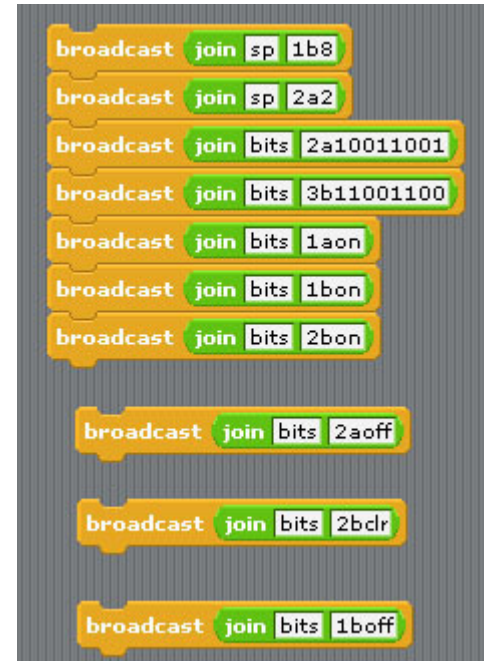 broadcast join sp 1b8
broadcast join sp 2a2
broadcast join bits 2a10011001
broadcast join bits 3b11001100
broadcast join bits 1aon
broadcast join bits 1bon
broadcast join bits 2bon
broadcast join bits 2aoff
broadcast join bits 2bclr
broadcast join bits 1boff